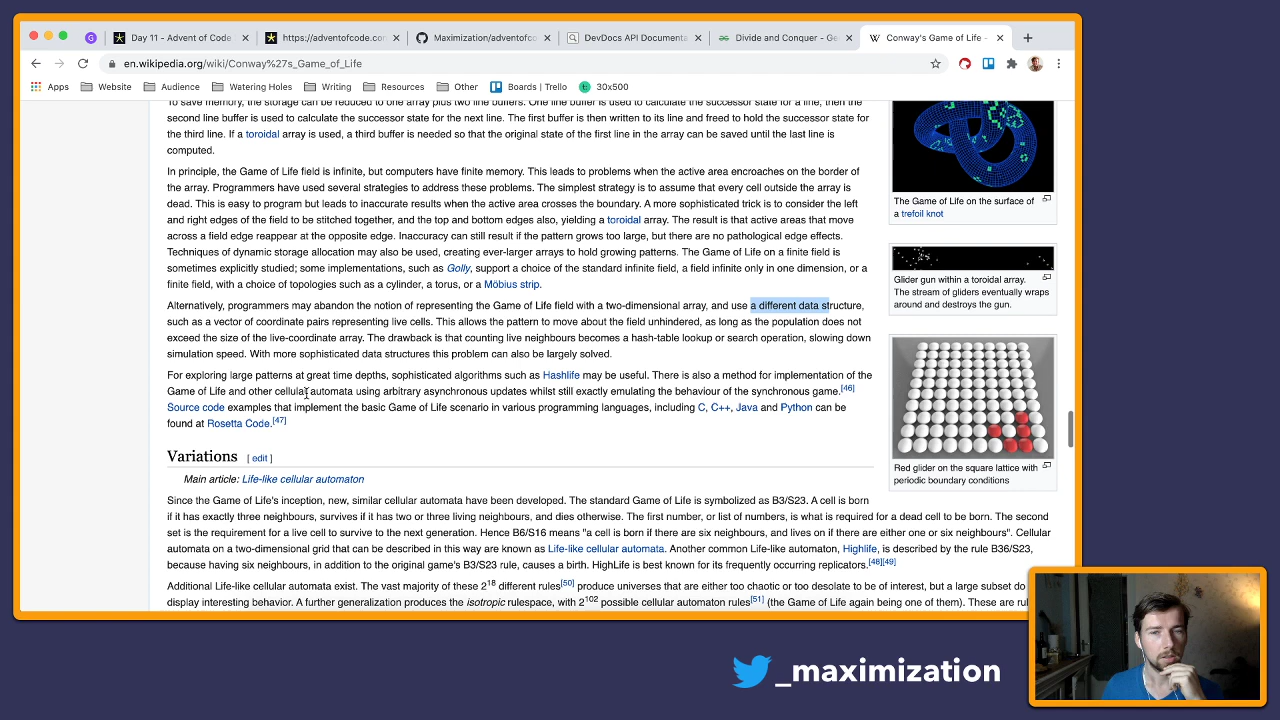 Day 11 - Advent of Code
https://adventofcode.con
Maximization/adventofco
DevDocs API Documenta
Divide and Conquer - Ge
Conway's Game of Life -
en.wikipedia.org/wiki/Conway%27s_Game_of_Life
Apps
Website
Audience
Watering Holes
Writing
Resources
Other
Boards | Trello
30x500
To save memory, the storage can be reduced to one array plus two line buffers. One line buffer is used to calculate the successor state for a line, then the
second line buffer is used to calculate the successor state for the next line. The first buffer is then written to its line and freed to hold the successor state for
the third line. If a toroidal array is used, a third buffer is needed so that the original state of the first line in the array can be saved until the last line is
computed.
In principle, the Game of Life field is infinite, but computers have finite memory. This leads to problems when the active area encroaches on the border of
the array. Programmers have used several strategies to address these problems. The simplest strategy is to assume that every cell outside the array is
dead. This is easy to program but leads to inaccurate results when the active area crosses the boundary. A more sophisticated trick is to consider the left
and right edges of the field to be stitched together, and the top and bottom edges also, yielding a toroidal array. The result is that active areas that move
across a field edge reappear at the opposite edge. Inaccuracy can still result if the pattern grows too large, but there are no pathological edge effects.
Techniques of dynamic storage allocation may also be used, creating ever-larger arrays to hold growing patterns. The Game of Life on a finite field is
sometimes explicitly studied; some implementations, such as Golly, support a choice of the standard infinite field, a field infinite only in one dimension, or a
finite field, with a choice of topologies such as a cylinder, a torus, or a Möbius strip.
Alternatively, programmers may abandon the notion of representing the Game of Life field with a two-dimensional array, and use a different data structure,
such as a vector of coordinate pairs representing live cells. This allows the pattern to move about the field unhindered, as long as the population does not
exceed the size of the live-coordinate array. The drawback is that counting live neighbours becomes a hash-table lookup or search operation, slowing down
simulation speed. With more sophisticated data structures this problem can also be largely solved.
For exploring large patterns at great time depths, sophisticated algorithms such as Hashlife may be useful. There is also a method for implementation of the
Game of Life and other cellular automata using arbitrary asynchronous updates whilst still exactly emulating the behaviour of the synchronous game.[46]
Source code examples that implement the basic Game of Life scenario in various programming languages, including C, C++, Java and Python can be
found at Rosetta Code.[47]
The Game of Life on the surface of
a trefoil knot
Glider gun within a toroidal array.
The stream of gliders eventually wraps
around and destroys the gun.
Red glider on the square lattice with
periodic boundary conditions
Variations [ edit ]
Main article: Life-like cellular automaton
Since the Game of Life's inception, new, similar cellular automata have been developed. The standard Game of Life is symbolized as B3/S23. A cell is born
if it has exactly three neighbours, survives if it has two or three living neighbours, and dies otherwise. The first number, or list of numbers, is what is required for a dead cell to be born. The second
set is the requirement for a live cell to survive to the next generation. Hence B6/S16 means "a cell is born if there are six neighbours, and lives on if there are either one or six neighbours". Cellular
automata on a two-dimensional grid that can be described in this way are known as Life-like cellular automata. Another common Life-like automaton, Highlife, is described by the rule B36/S23,
because having six neighbours, in addition to the original game's B3/S23 rule, causes a birth. HighLife is best known for its frequently occurring replicators.[48][49]
Additional Life-like cellular automata exist. The vast majority of these 2^18 different rules[50] produce universes that are either too chaotic or too desolate to be of interest, but a large subset do
display interesting behavior. A further generalization produces the isotropic rulespace, with 2^102 possible cellular automaton rules[51] (the Game of Life again being one of them). These are rul
_maximization